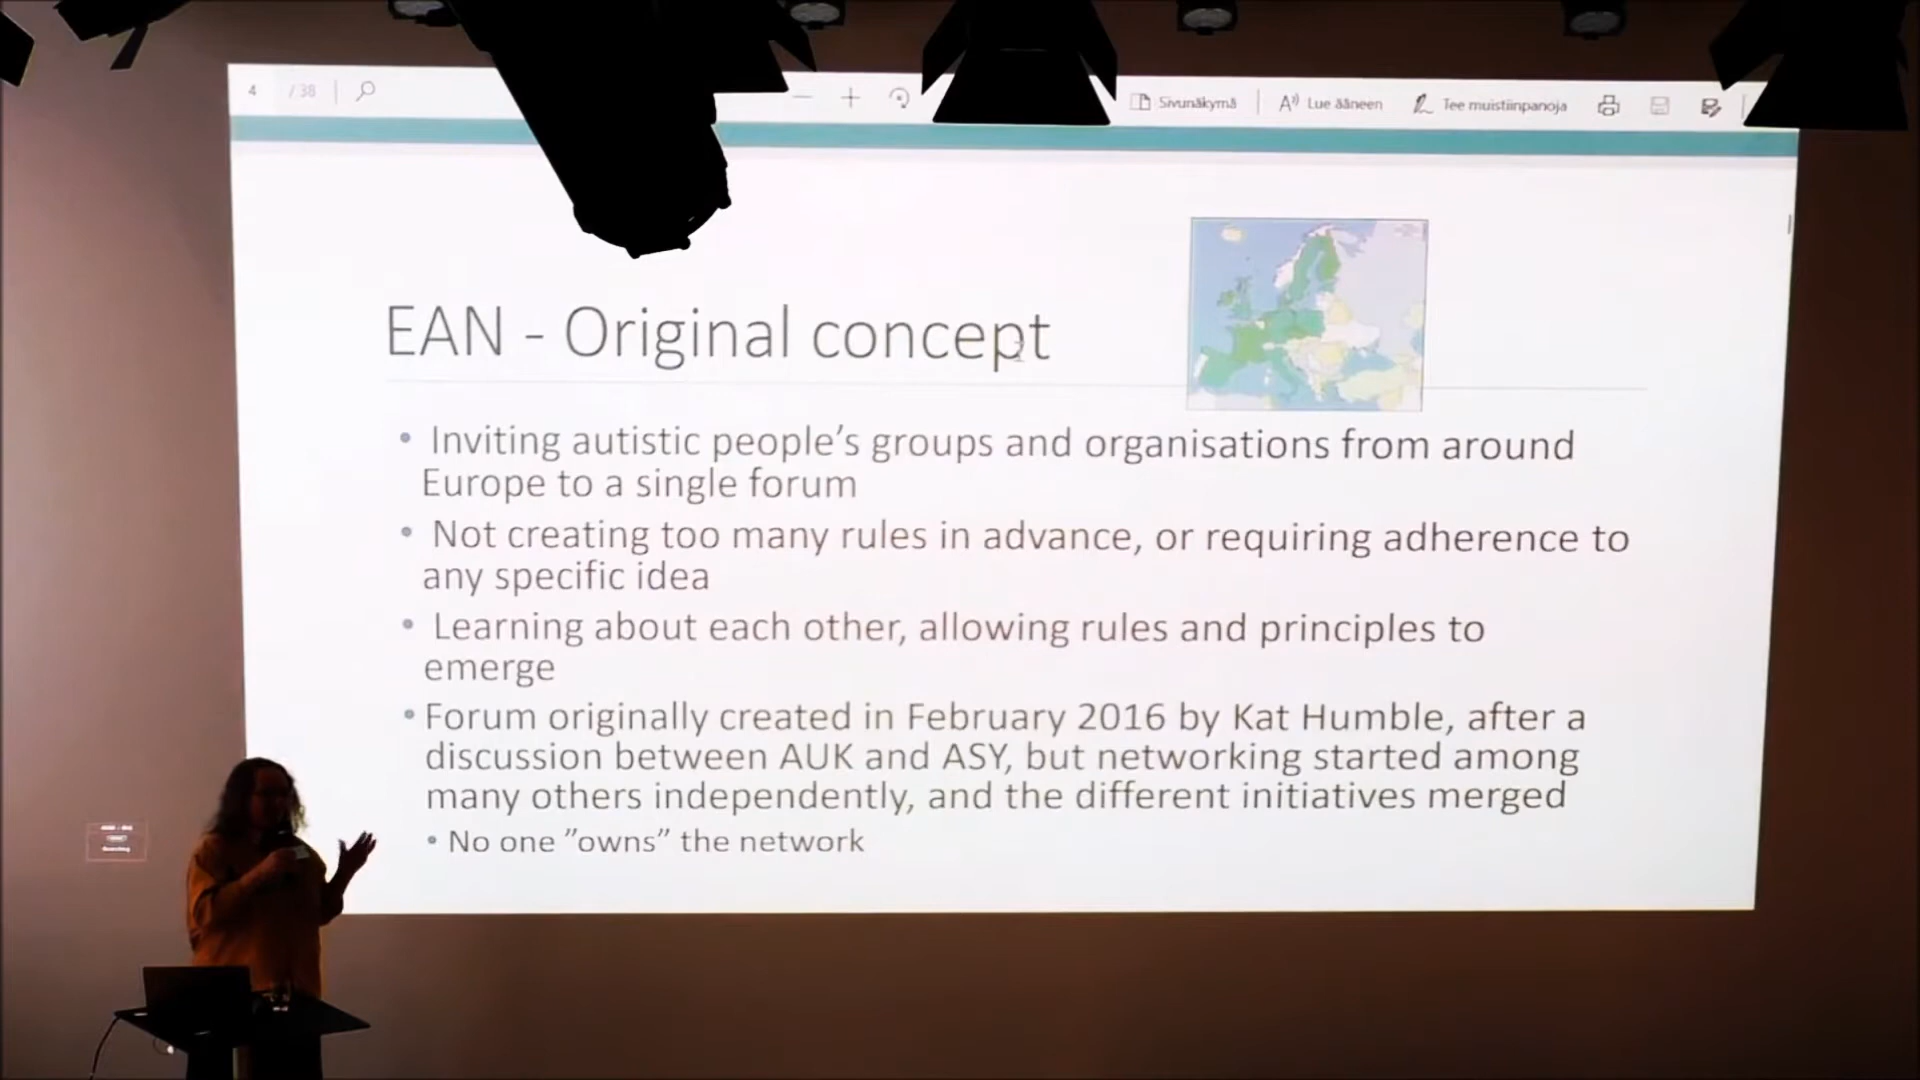 4 / 38
Sivunäkymä
Lue ääneen
Tee muistiinpanoja
EAN - Original concept
• Inviting autistic people’s groups and organisations from around
Europe to a single forum
• Not creating too many rules in advance, or requiring adherence to
any specific idea
• Learning about each other, allowing rules and principles to
emerge
• Forum originally created in February 2016 by Kat Humble, after a
discussion between AUK and ASY, but networking started among
many others independently, and the different initiatives merged
• No one ”owns” the network